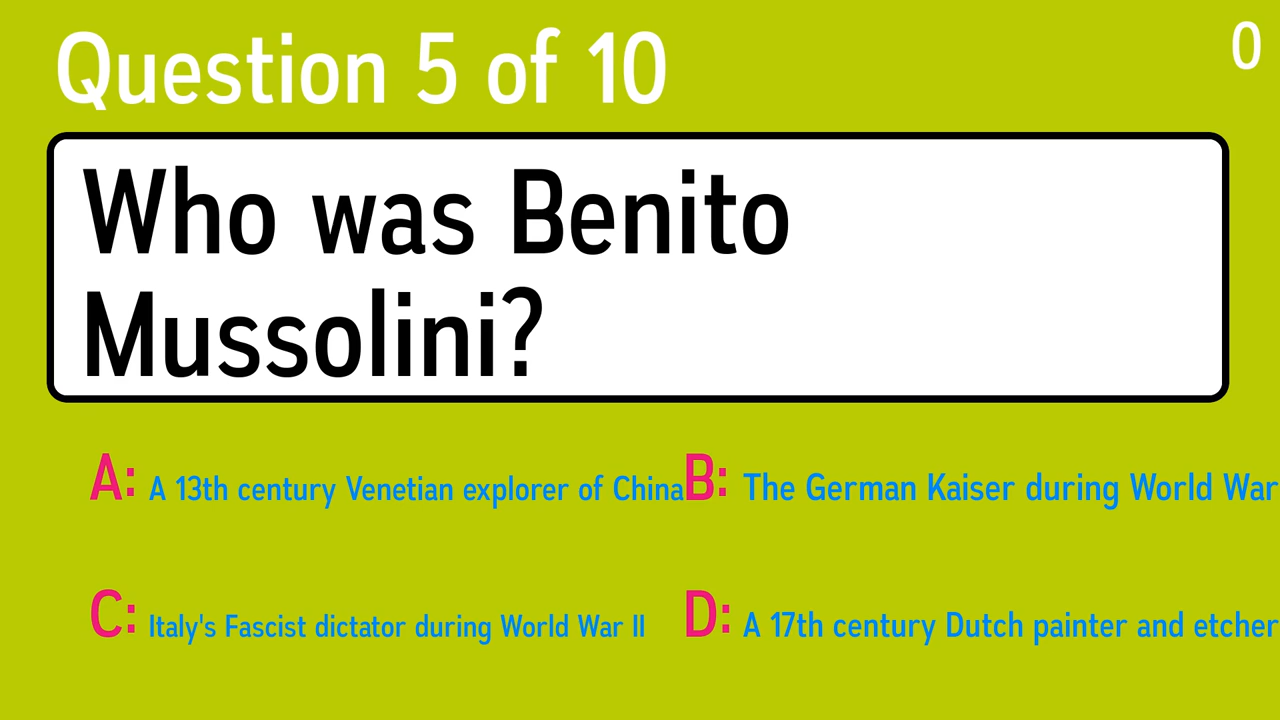 Question 5 of 10
0
Who was Benito
Mussolini?
A: A 13th century Venetian explorer of China
B: The German Kaiser during World War
C: Italy's Fascist dictator during World War II
D: A 17th century Dutch painter and etcher